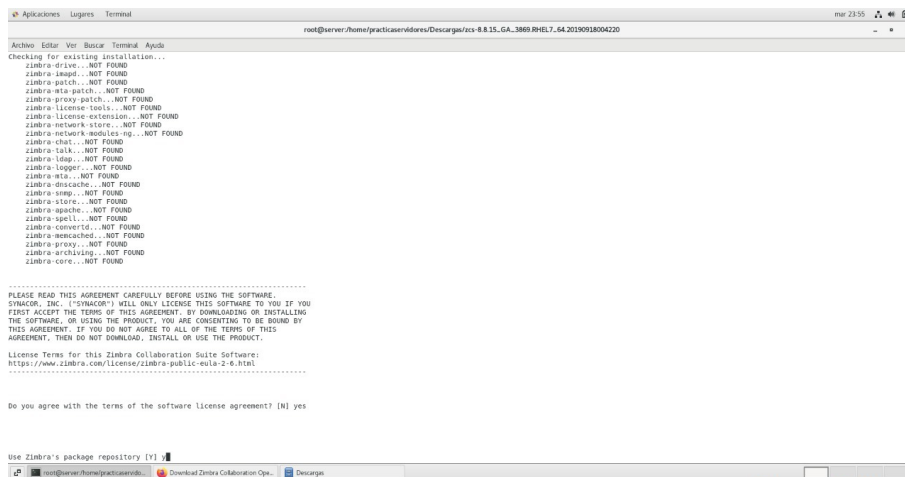 Aplicaciones Lugares Terminal mar 23:55
root@server:/home/practicaservidores/Descargas/zcs-8.8.15_GA_3869.RHEL7_64.20190918004220
Archivo Editar Ver Buscar Terminal Ayuda
Checking for existing installation...
zimbra-drive...NOT FOUND
zimbra-imapd...NOT FOUND
zimbra-patch...NOT FOUND
zimbra-mta-patch...NOT FOUND
zimbra-proxy-patch...NOT FOUND
zimbra-license-tools...NOT FOUND
zimbra-license-extension...NOT FOUND
zimbra-network-store...NOT FOUND
zimbra-network-modules-ng...NOT FOUND
zimbra-chat...NOT FOUND
zimbra-talk...NOT FOUND
zimbra-ldap...NOT FOUND
zimbra-logger...NOT FOUND
zimbra-mta...NOT FOUND
zimbra-dnscache...NOT FOUND
zimbra-snmp...NOT FOUND
zimbra-store...NOT FOUND
zimbra-apache...NOT FOUND
zimbra-spell...NOT FOUND
zimbra-convertd...NOT FOUND
zimbra-memcached...NOT FOUND
zimbra-proxy...NOT FOUND
zimbra-archiving...NOT FOUND
zimbra-core...NOT FOUND
----------------------------------------------------------------------
PLEASE READ THIS AGREEMENT CAREFULLY BEFORE USING THE SOFTWARE.
SYNACOR, INC. ("SYNACOR") WILL ONLY LICENSE THIS SOFTWARE TO YOU IF YOU
FIRST ACCEPT THE TERMS OF THIS AGREEMENT. BY DOWNLOADING OR INSTALLING
THE SOFTWARE, OR USING THE PRODUCT, YOU ARE CONSENTING TO BE BOUND BY
THIS AGREEMENT. IF YOU DO NOT AGREE TO ALL OF THE TERMS OF THIS
AGREEMENT, THEN DO NOT DOWNLOAD, INSTALL OR USE THE PRODUCT.
License Terms for this Zimbra Collaboration Suite Software:
https://www.zimbra.com/license/zimbra-public-eula-2-6.html
----------------------------------------------------------------------
Do you agree with the terms of the software license agreement? [N] yes
Use Zimbra's package repository [Y] y
root@server:/home/practicaservido... Download Zimbra Collaboration Ope... Descargas